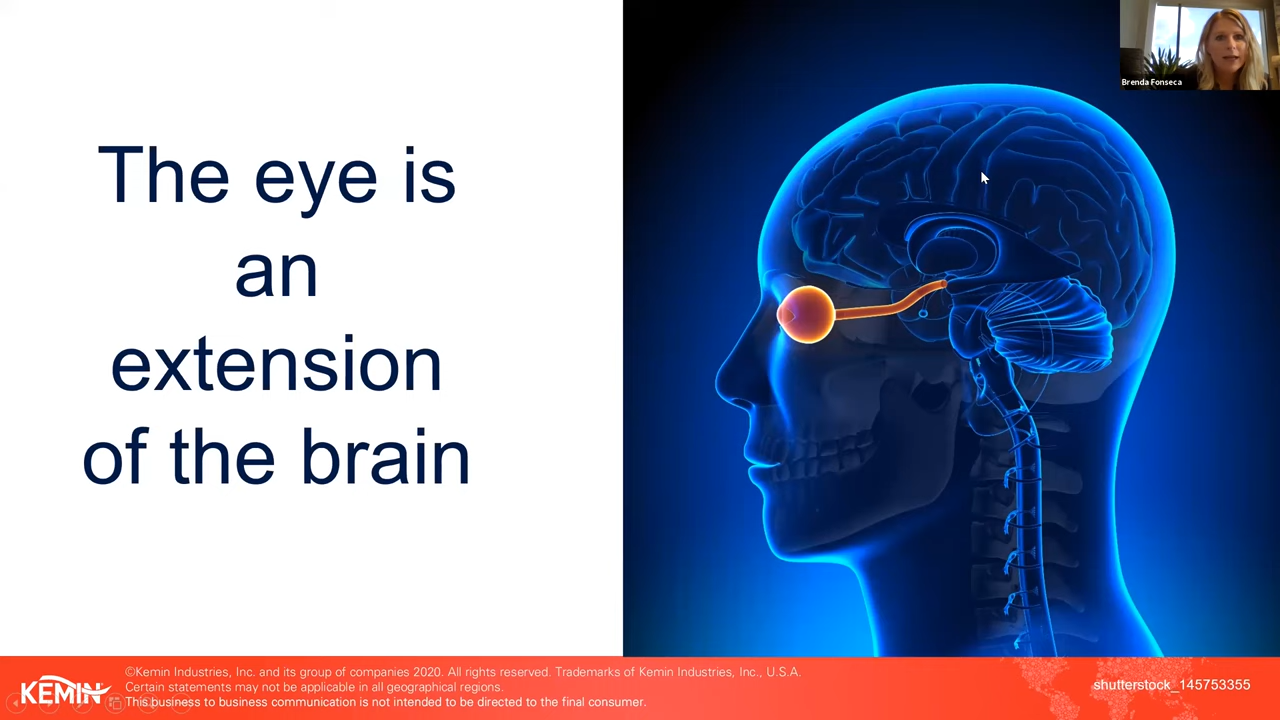 Brenda Fonseca
The eye is
an
extension
of the brain
©Kemin Industries, Inc. and its group of companies 2020. All rights reserved. Trademarks of Kemin Industries, Inc., U.S.A.
Certain statements may not be applicable in all geographical regions.
This business to business communication is not intended to be directed to the final consumer.
KEMIN
shutterstock_145753355